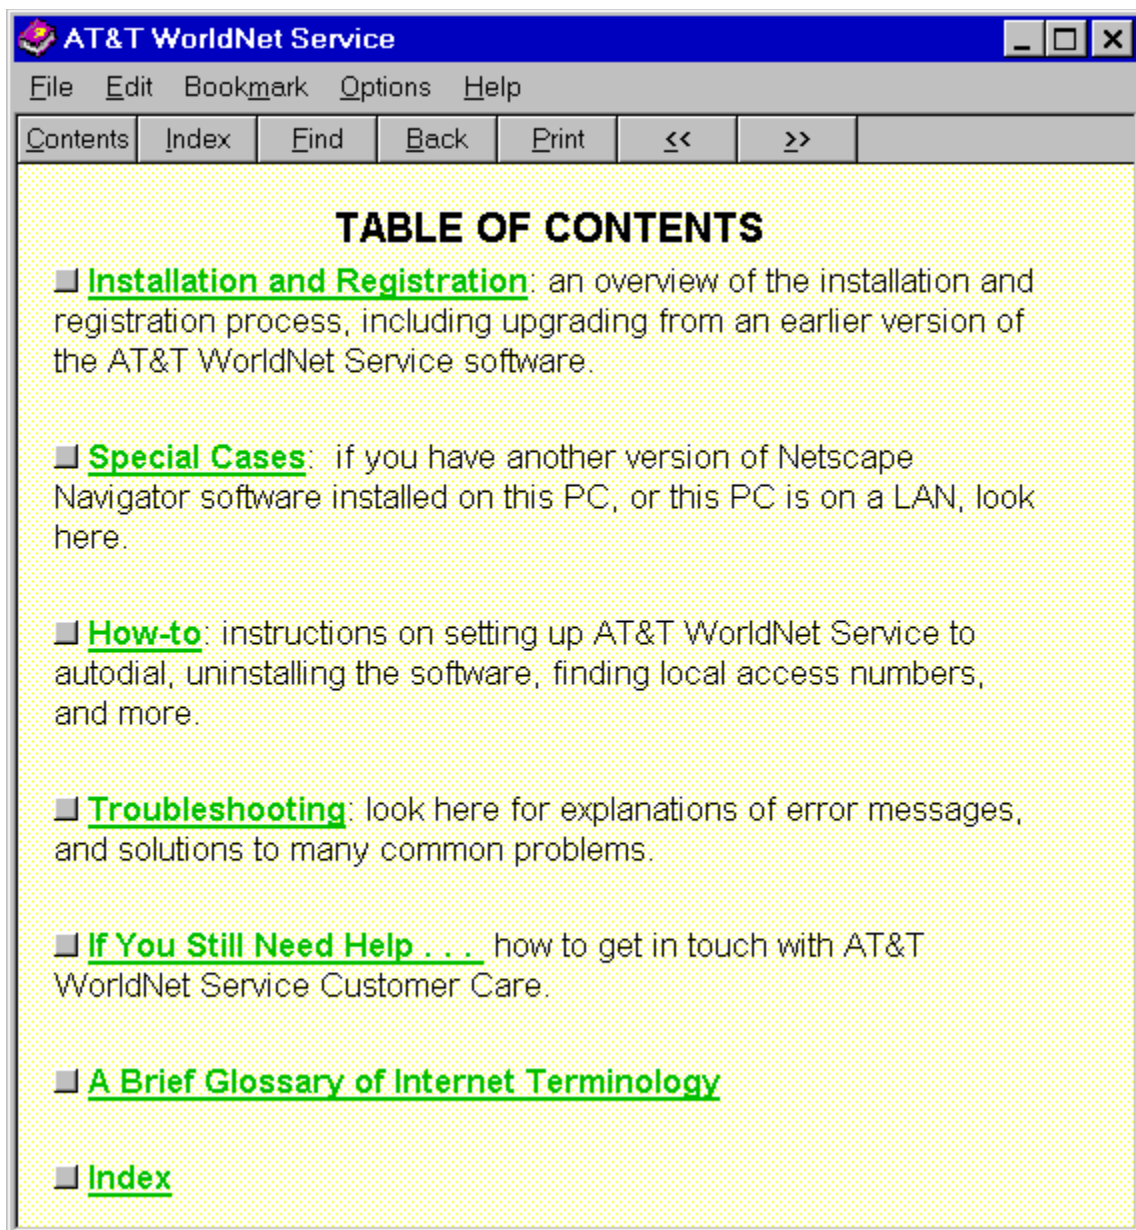 AT&T WorldNet Service
File Edit Bookmark Options Help
Contents Index Find Back Print << >>
TABLE OF CONTENTS
Installation and Registration: an overview of the installation and
registration process, including upgrading from an earlier version of
the AT&T WorldNet Service software.
Special Cases:  if you have another version of Netscape
Navigator software installed on this PC, or this PC is on a LAN, look
here.
How-to: instructions on setting up AT&T WorldNet Service to
autodial, uninstalling the software, finding local access numbers,
and more.
Troubleshooting: look here for explanations of error messages,
and solutions to many common problems.
If You Still Need Help . . . how to get in touch with AT&T
WorldNet Service Customer Care.
A Brief Glossary of Internet Terminology
Index